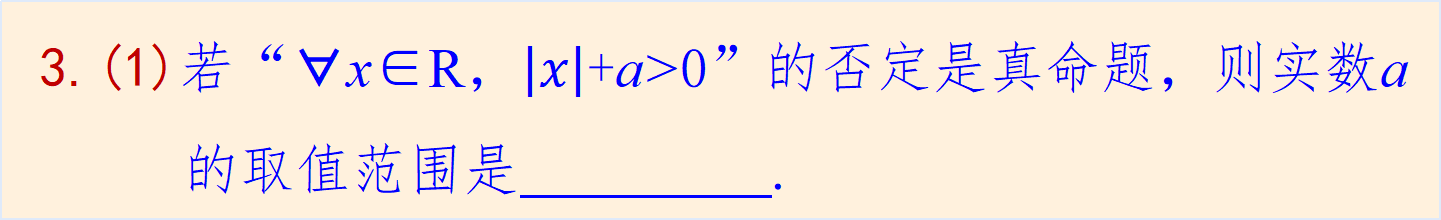 3. (1) 若“∀x∈R，|x|+a>0”的否定是真命题，则实数a
的取值范围是__________.